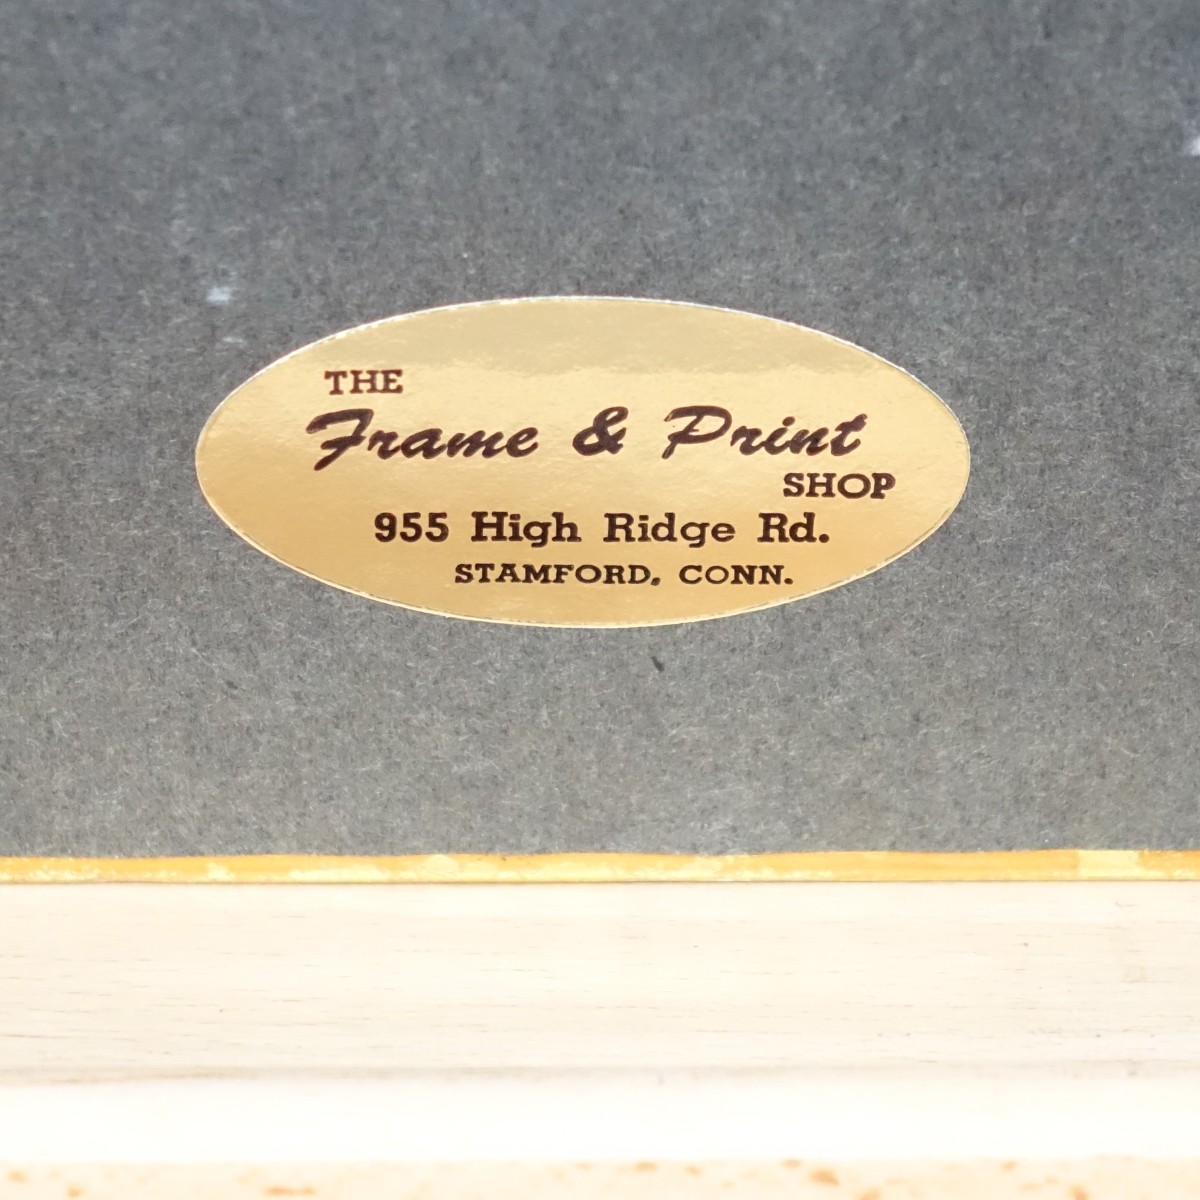 THE
Frame & Print
SHOP
955 High Ridge Rd.
STAMFORD, CONN.